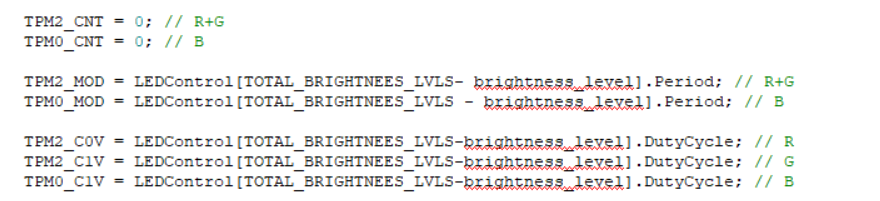 TPM2_CNT = 0; // R+G
TPM0_CNT = 0; // B
TPM2_MOD = LEDControl[TOTAL_BRIGHTNEES_LVLS- brightness_level].Period; // R+G
TPM0_MOD = LEDControl[TOTAL_BRIGHTNEES_LVLS - brightness_level].Period; // B
TPM2_C0V = LEDControl[TOTAL_BRIGHTNEES_LVLS-brightness_level].DutyCycle; // R
TPM2_C1V = LEDControl[TOTAL_BRIGHTNEES_LVLS-brightness_level].DutyCycle; // G
TPM0_C1V = LEDControl[TOTAL_BRIGHTNEES_LVLS-brightness_level].DutyCycle; // B